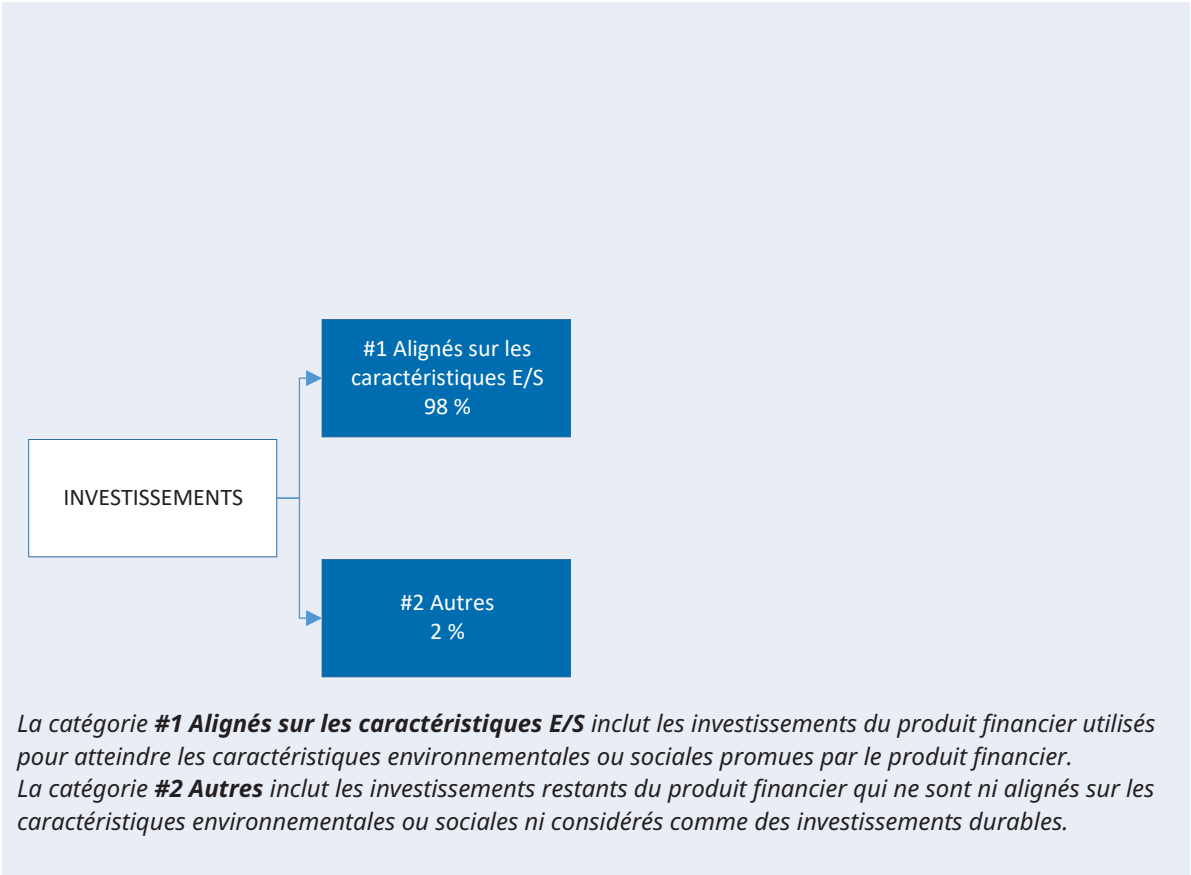 #1 Alignés sur les
caractéristiques E/S
98 %
INVESTISSEMENTS
#2 Autres
2 %
La catégorie #1 Alignés sur les caractéristiques E/S inclut les investissements du produit financier utilisés
pour atteindre les caractéristiques environnementales ou sociales promues par le produit financier.
La catégorie #2 Autres inclut les investissements restants du produit financier qui ne sont ni alignés sur les
caractéristiques environnementales ou sociales ni considérés comme des investissements durables.